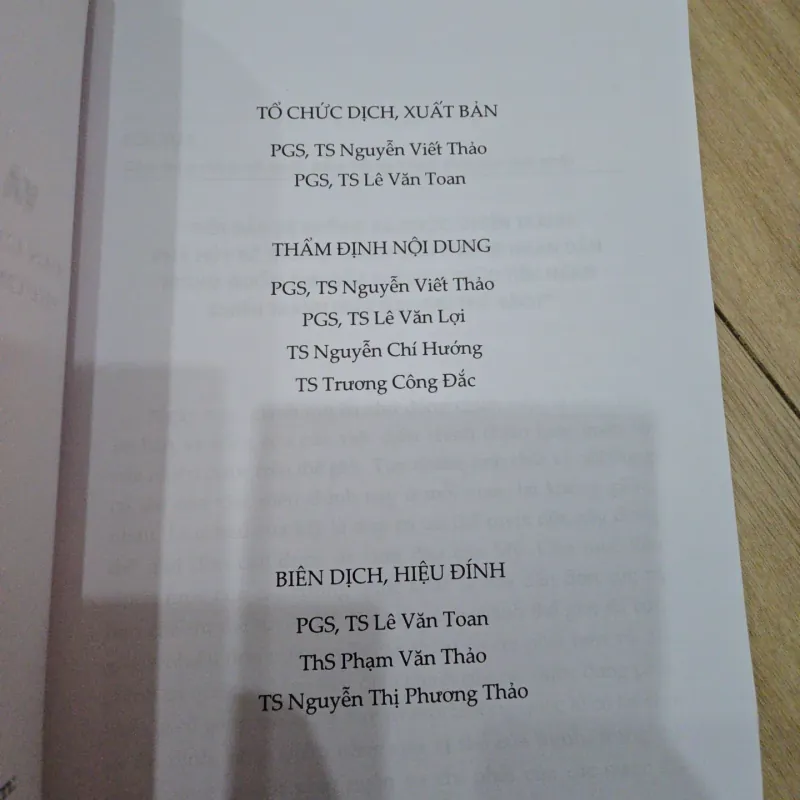 TỔ CHỨC DỊCH, XUẤT BẢN
PGS, TS Nguyễn Viết Thảo
PGS, TS Lê Văn Toan
THẨM ĐỊNH NỘI DUNG
PGS, TS Nguyễn Viết Thảo
PGS, TS Lê Văn Lợi
TS Nguyễn Chí Hướng
TS Trương Công Đắc
BIÊN DỊCH, HIỆU ĐÍNH
PGS, TS Lê Văn Toan
ThS Phạm Văn Thảo
TS Nguyễn Thị Phương Thảo